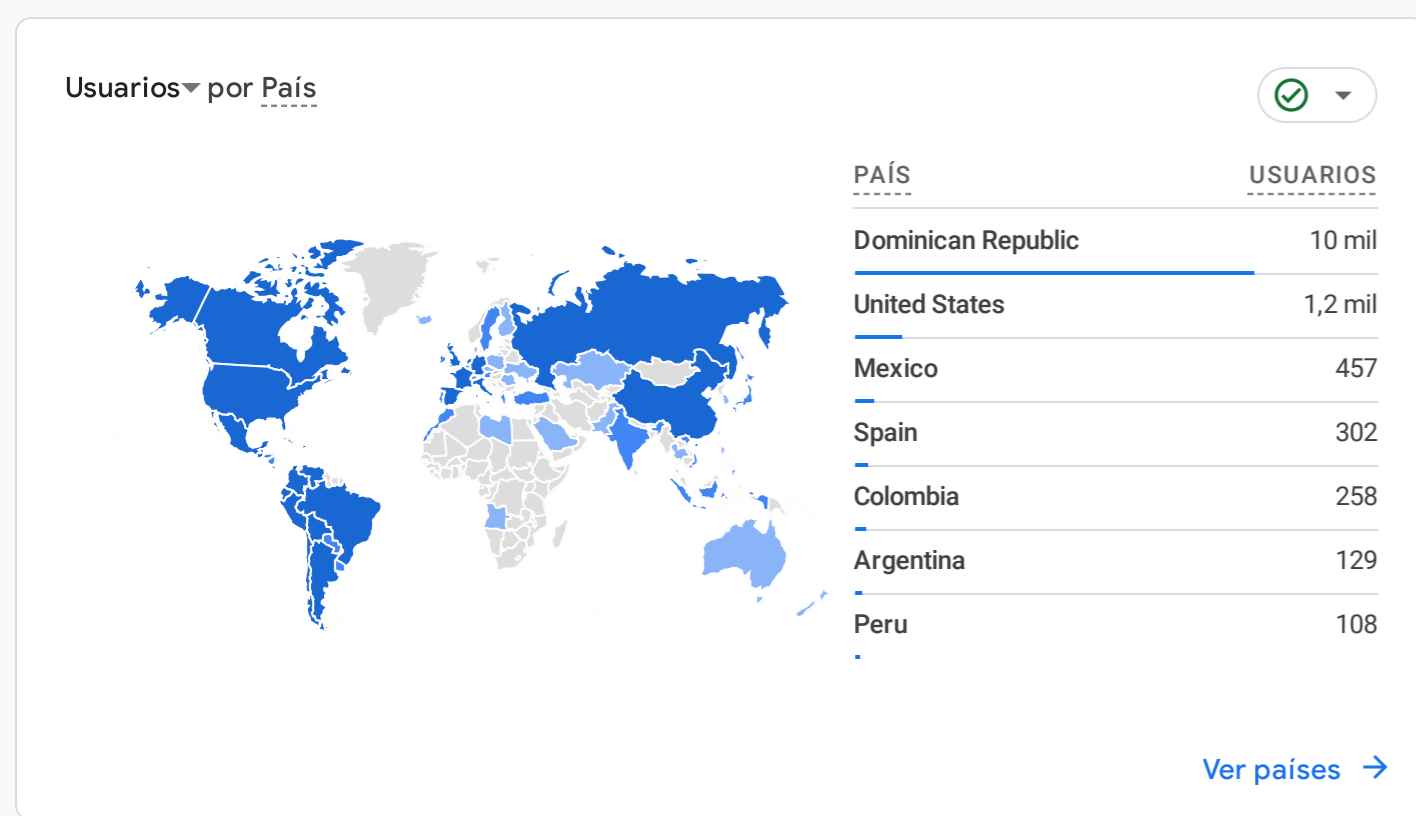 Usuarios por País
PAÍS USUARIOS
Dominican Republic 10 mil
United States 1,2 mil
Mexico 457
Spain 302
Colombia 258
Argentina 129
Peru 108
Ver países